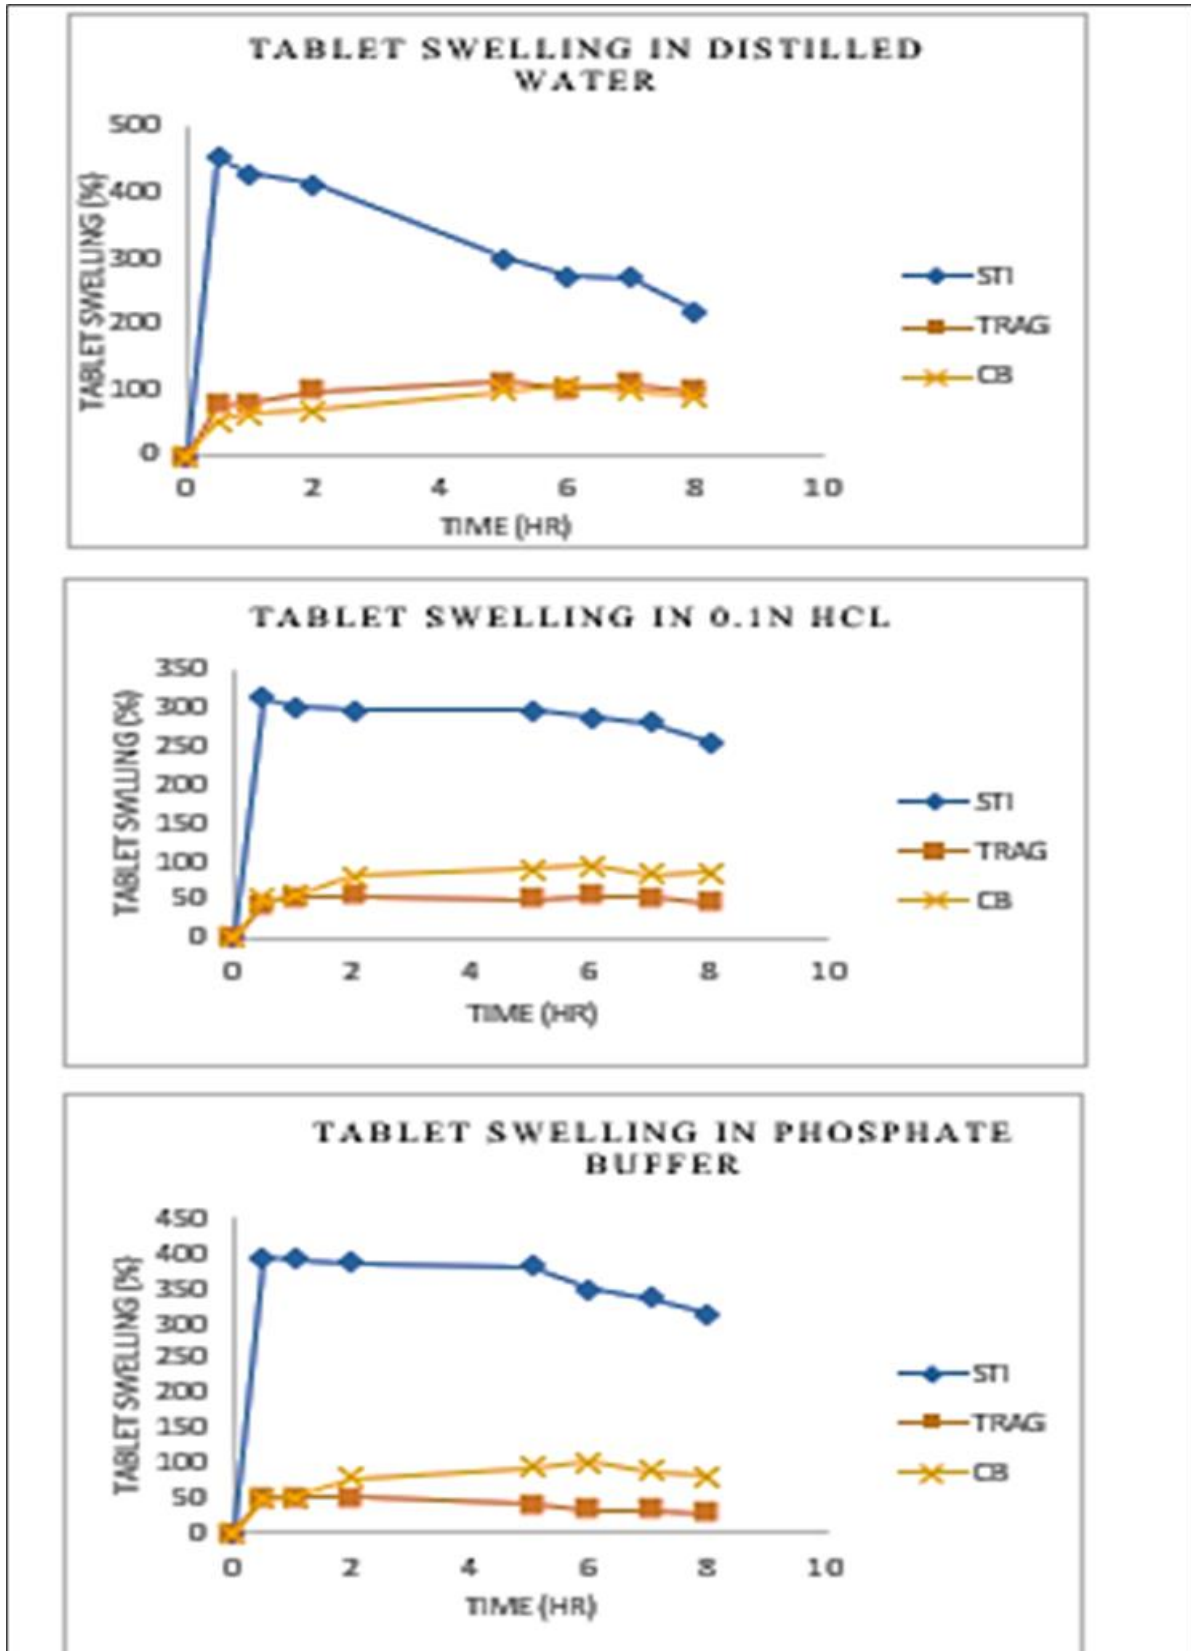 TABLET SWELLING IN DISTILLED
WATER
500
400
300
200
100
0
TABLET SWELLING (%)
0 2 4 6 8 10
TIME (HR)
STI
TRAG
CB
TABLET SWELLING IN 0.1N HCL
350
300
250
200
150
100
50
0
TABLET SWLLING (%)
0 2 4 6 8 10
TIME (HR)
STI
TRAG
CB
TABLET SWELLING IN PHOSPHATE
BUFFER
450
400
350
300
250
200
150
100
50
0
TABLET SWELLING (%)
0 2 4 6 8 10
TIME (HR)
STI
TRAG
CB